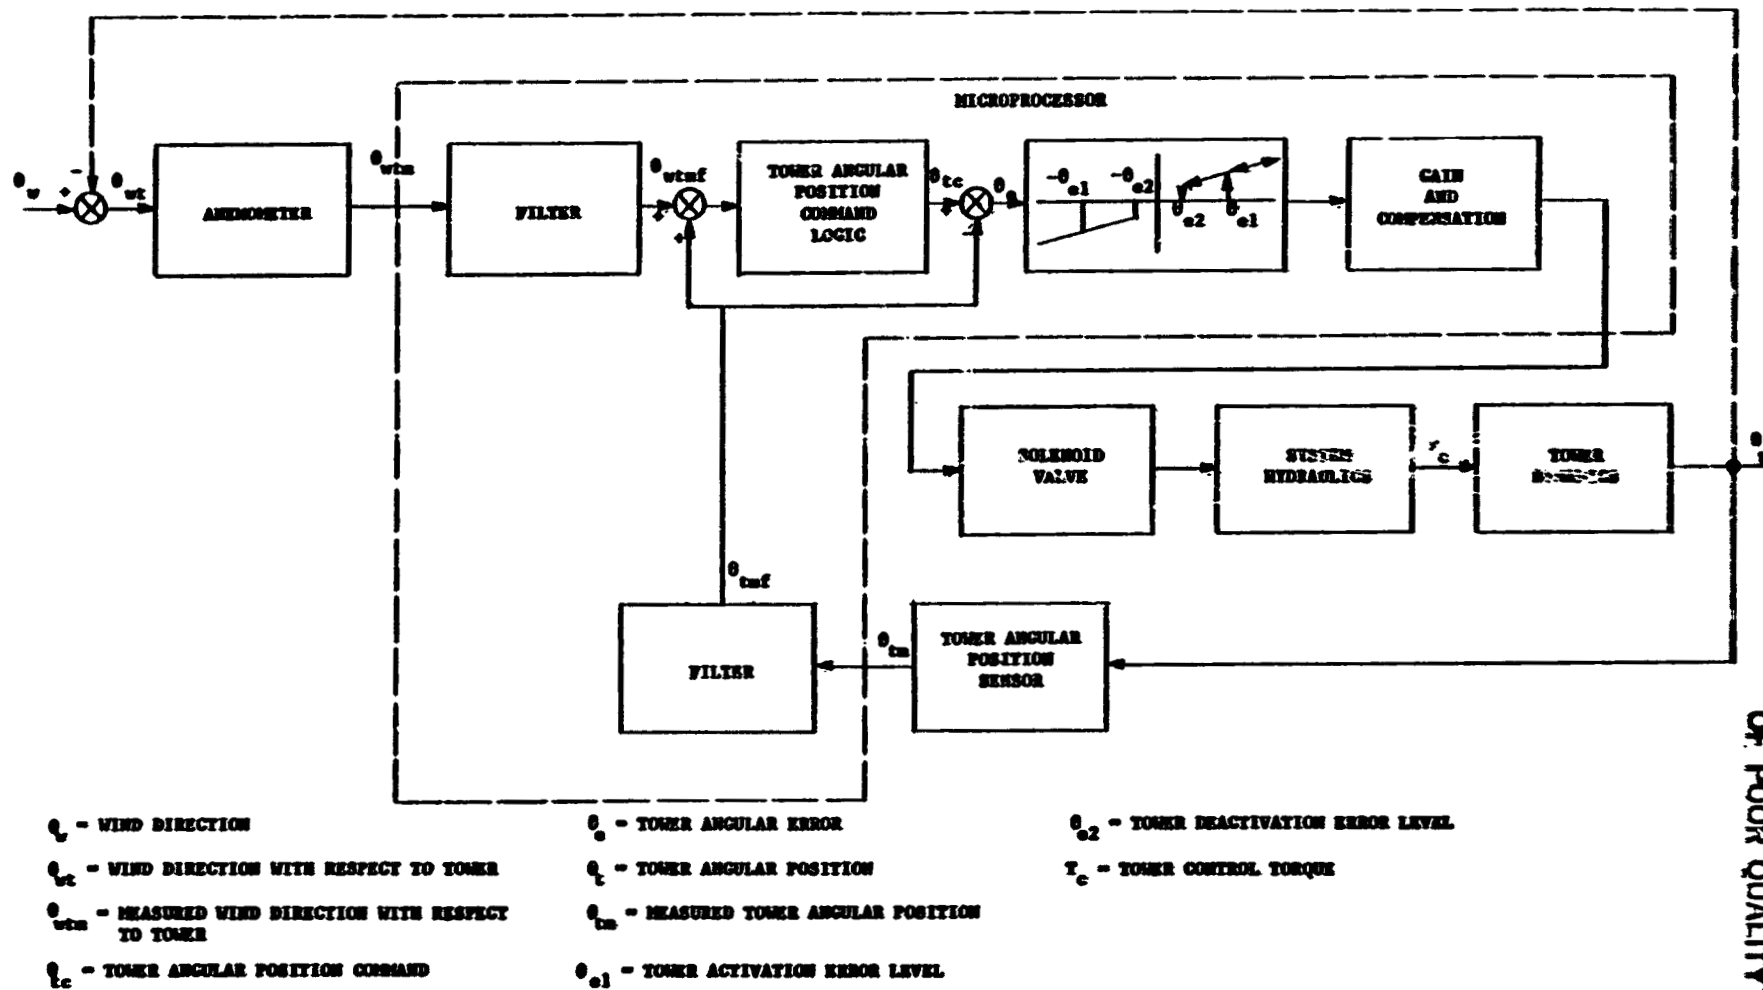 MICROPROCESSOR
θw
+
-
θwt
ANEMOMETER
θwtm
FILTER
θwtmf
+
+
TOWER ANGULAR
POSITION
COMMAND
LOGIC
θtc
+
-
θe
-θe1
-θe2
θe2
θe1
GAIN
AND
COMPENSATION
SOLENOID
VALVE
SYSTEM
HYDRAULICS
c
TOWER
θ
θtmf
FILTER
θtm
TOWER ANGULAR
POSITION
SENSOR
θw - WIND DIRECTION
θwt - WIND DIRECTION WITH RESPECT TO TOWER
θwtm - MEASURED WIND DIRECTION WITH RESPECT
TO TOWER
θtc - TOWER ANGULAR POSITION COMMAND
θe - TOWER ANGULAR ERROR
θt - TOWER ANGULAR POSITION
θtm - MEASURED TOWER ANGULAR POSITION
θe1 - TOWER ACTIVATION ERROR LEVEL
θe2 - TOWER DEACTIVATION ERROR LEVEL
Tc - TOWER CONTROL TORQUE
OF POOR QUALITY